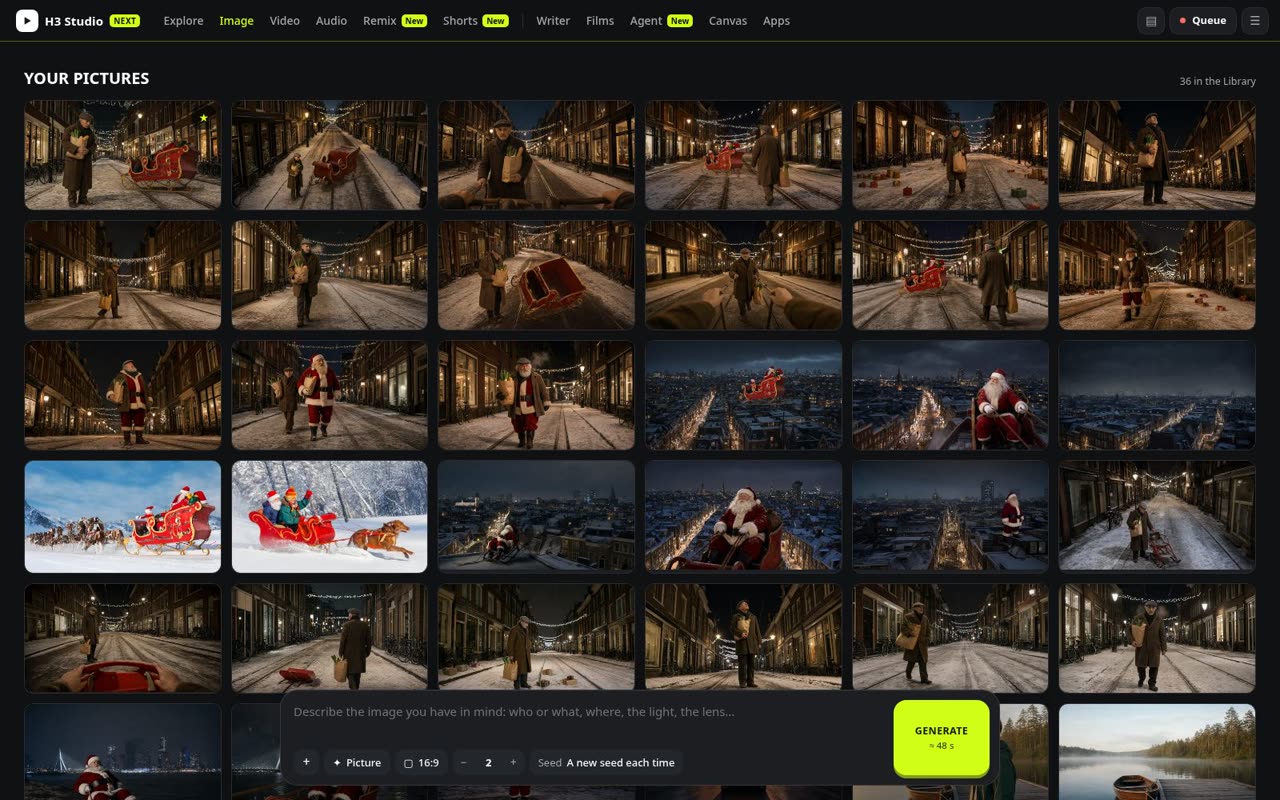 H3 Studio NEXT Explore Image Video Audio Remix New Shorts New Writer Films Agent New Canvas Apps Queue
YOUR PICTURES
36 in the Library
Describe the image you have in mind: who or what, where, the light, the lens...
GENERATE
≈ 48 s
+ Picture 16:9 − 2 + Seed A new seed each time